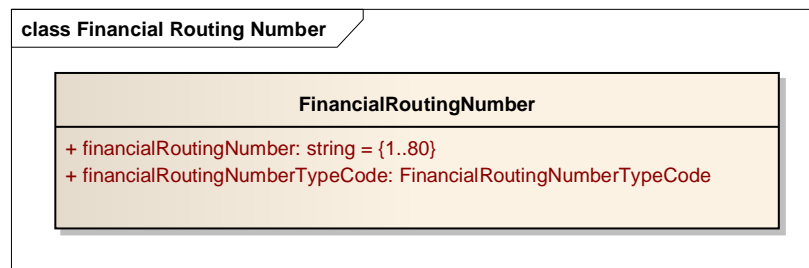 class Financial Routing Number
FinancialRoutingNumber
+ financialRoutingNumber: string = {1..80}
+ financialRoutingNumberTypeCode: FinancialRoutingNumberTypeCode